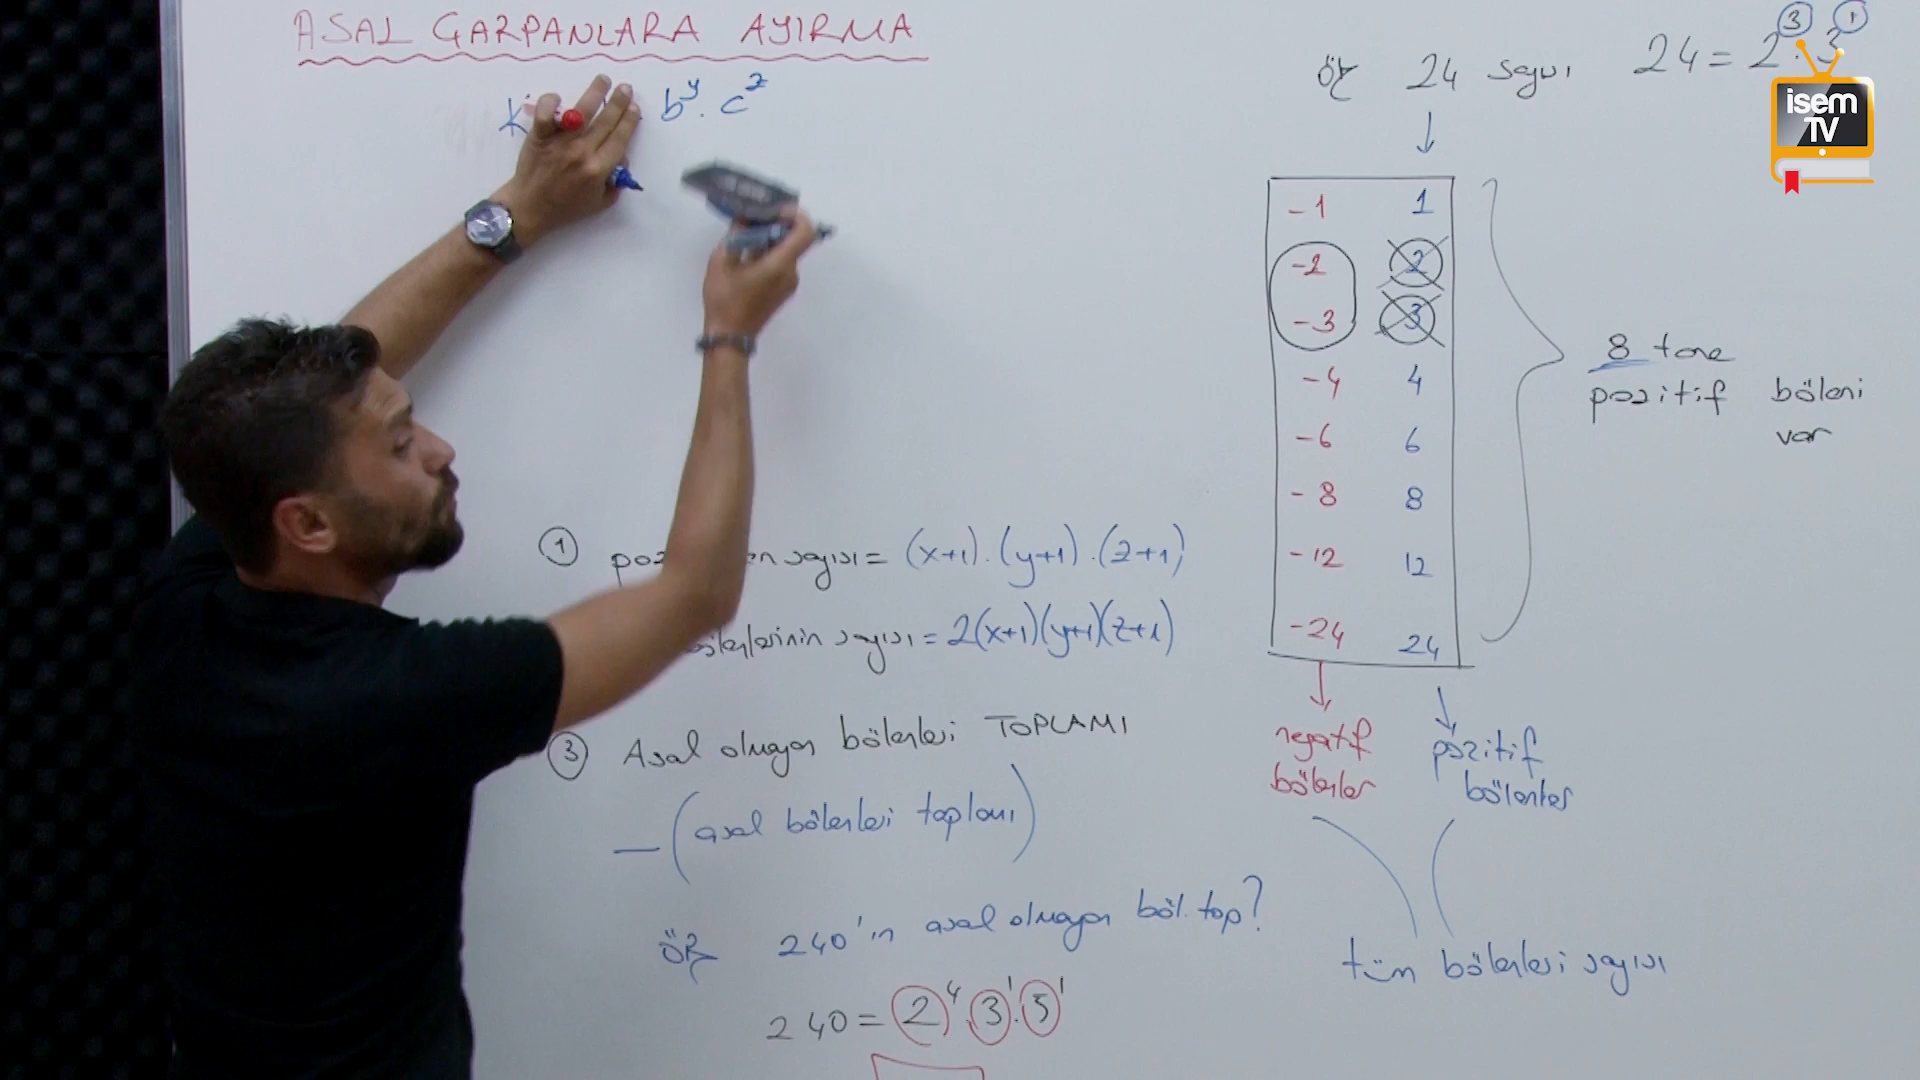 ASAL ÇARPANLARA AYIRMA
b^y . c^z
① sayısı = (x+1).(y+1).(z+1)
bölenlerinin sayısı = 2(x+1)(y+1)(z+1)
③ Asal olmayan bölenleri TOPLAMI
— (asal bölenleri toplamı)
ÖR 240'ın asal olmayan böl. top?
240 = 2^4 . 3^1 . 5^1
ör 24 sayısı 24 = 2^3 . 3^1
-1 1
-2 2
-3 3
-4 4
-6 6
-8 8
-12 12
-24 24
8 tane
pozitif böleni
var
negatif
bölenler
pozitif
bölenler
tüm bölenleri sayısı
isem
TV